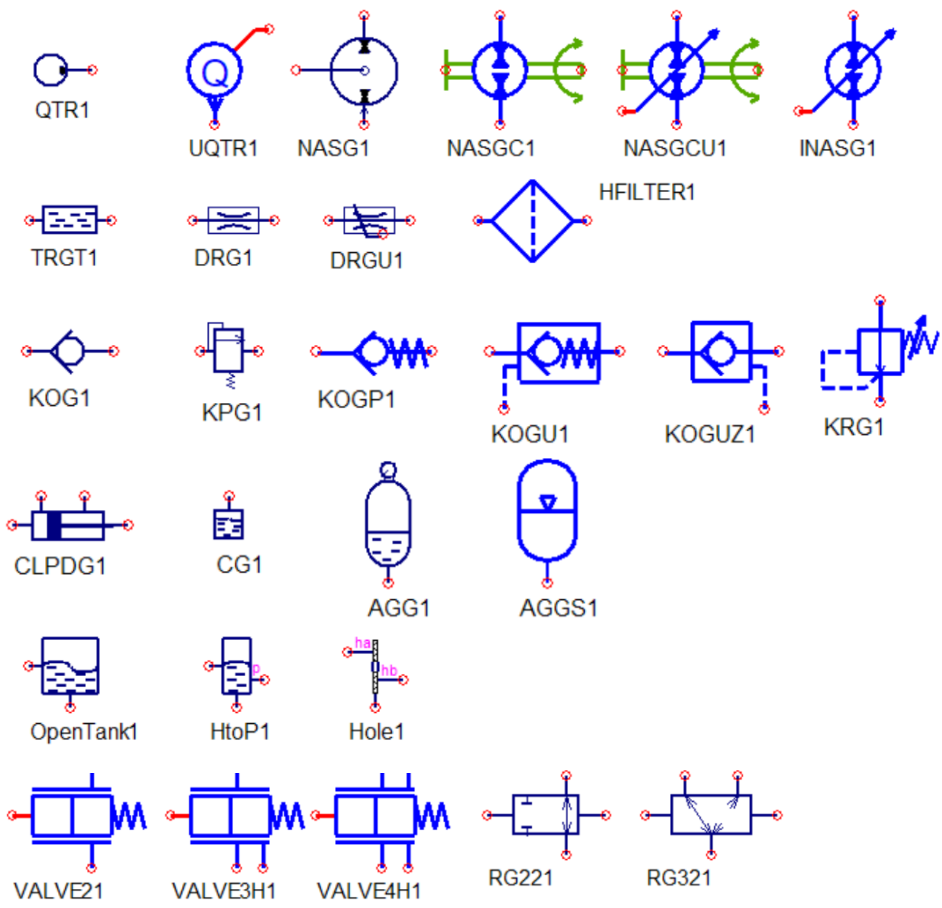 Q
QTR1
UQTR1
NASG1
NASGC1
NASGCU1
INASG1
HFILTER1
TRGT1
DRG1
DRGU1
KOG1
KPG1
KOGP1
KOGU1
KOGUZ1
KRG1
CLPDG1
CG1
AGG1
AGGS1
ha
p
hb
OpenTank1
HtoP1
Hole1
VALVE21
VALVE3H1
VALVE4H1
RG221
RG321